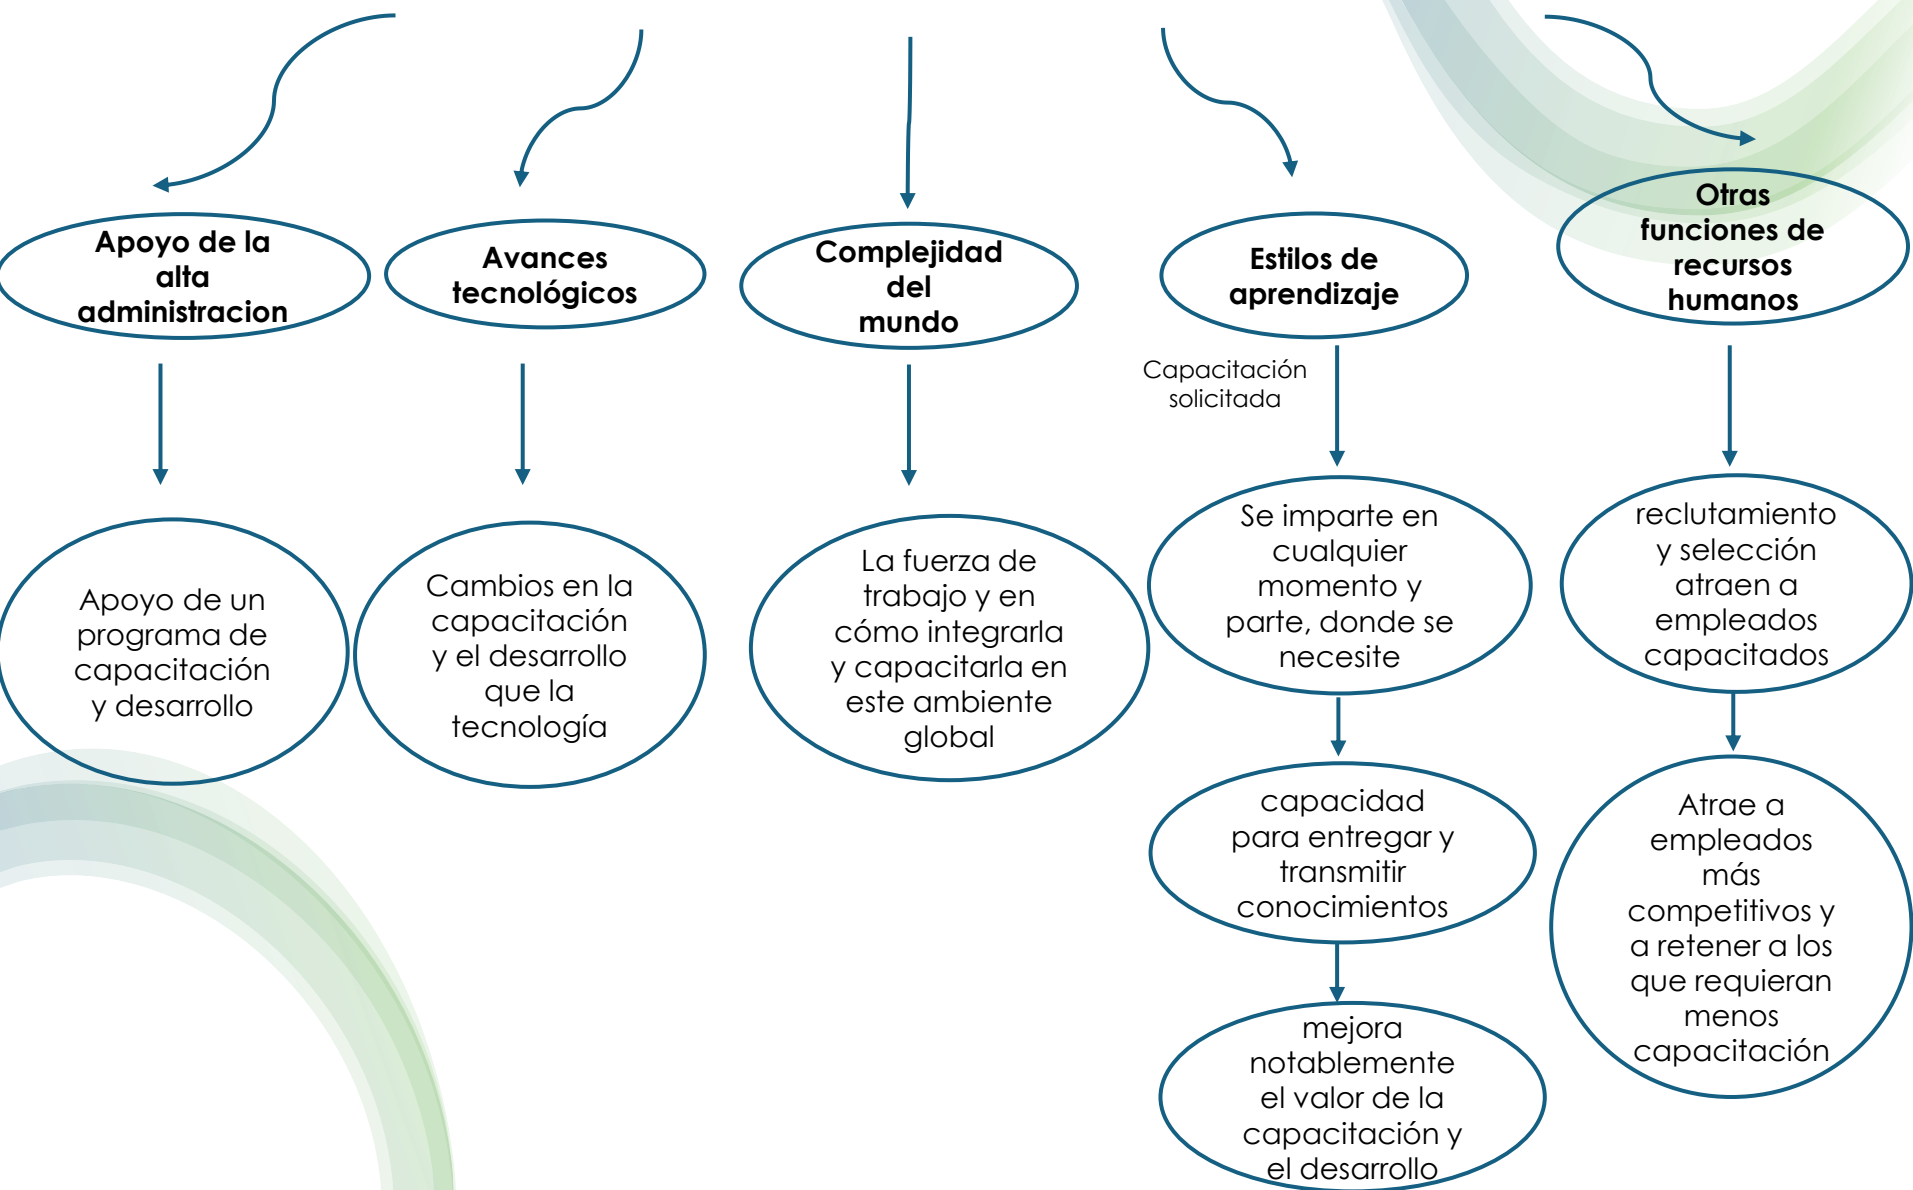 Apoyo de la
alta
administracion
Avances
tecnológicos
Complejidad
del
mundo
Estilos de
aprendizaje
Otras
funciones de
recursos
humanos
Capacitación
solicitada
Apoyo de un
programa de
capacitación
y desarrollo
Cambios en la
capacitación
y el desarrollo
que la
tecnología
La fuerza de
trabajo y en
cómo integrarla
y capacitarla en
este ambiente
global
Se imparte en
cualquier
momento y
parte, donde se
necesite
reclutamiento
y selección
atraen a
empleados
capacitados
capacidad
para entregar y
transmitir
conocimientos
Atrae a
empleados
más
competitivos y
a retener a los
que requieran
menos
capacitación
mejora
notablemente
el valor de la
capacitación y
el desarrollo